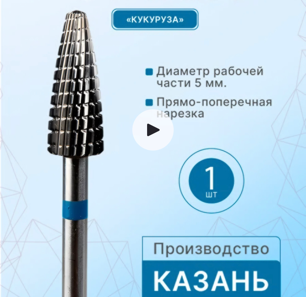 «КУКУРУЗА»
Диаметр рабочей
части 5 мм.
Прямо-поперечная
нарезка
1
шт
Производство
КАЗАНЬ